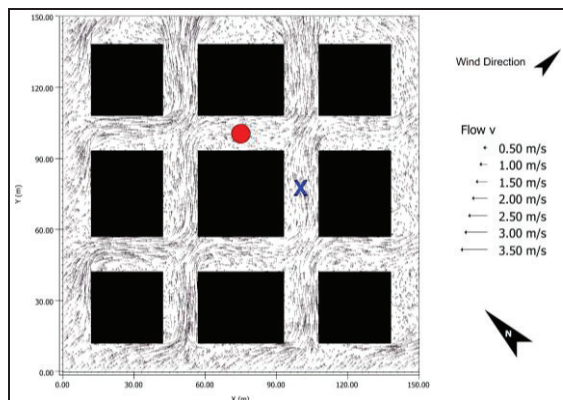 150.00
120.00
90.00
60.00
30.00
0.00
Y (m)
0.00 30.00 60.00 90.00 120.00 150.00
X (m)
X
Wind Direction
Flow v
0.50 m/s
1.00 m/s
1.50 m/s
2.00 m/s
2.50 m/s
3.00 m/s
3.50 m/s
N